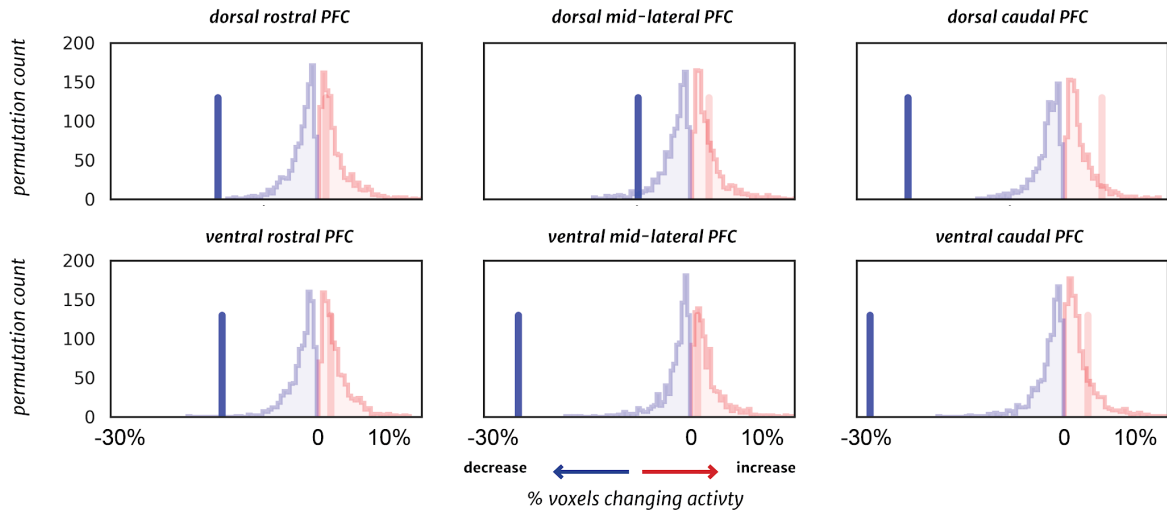 dorsal rostral PFC dorsal mid-lateral PFC dorsal caudal PFC
permutation count
200
150
100
50
0
ventral rostral PFC ventral mid-lateral PFC ventral caudal PFC
permutation count
200
150
100
50
0
-30% 0 10% -30% 0 10% -30% 0 10%
decrease increase
% voxels changing activty